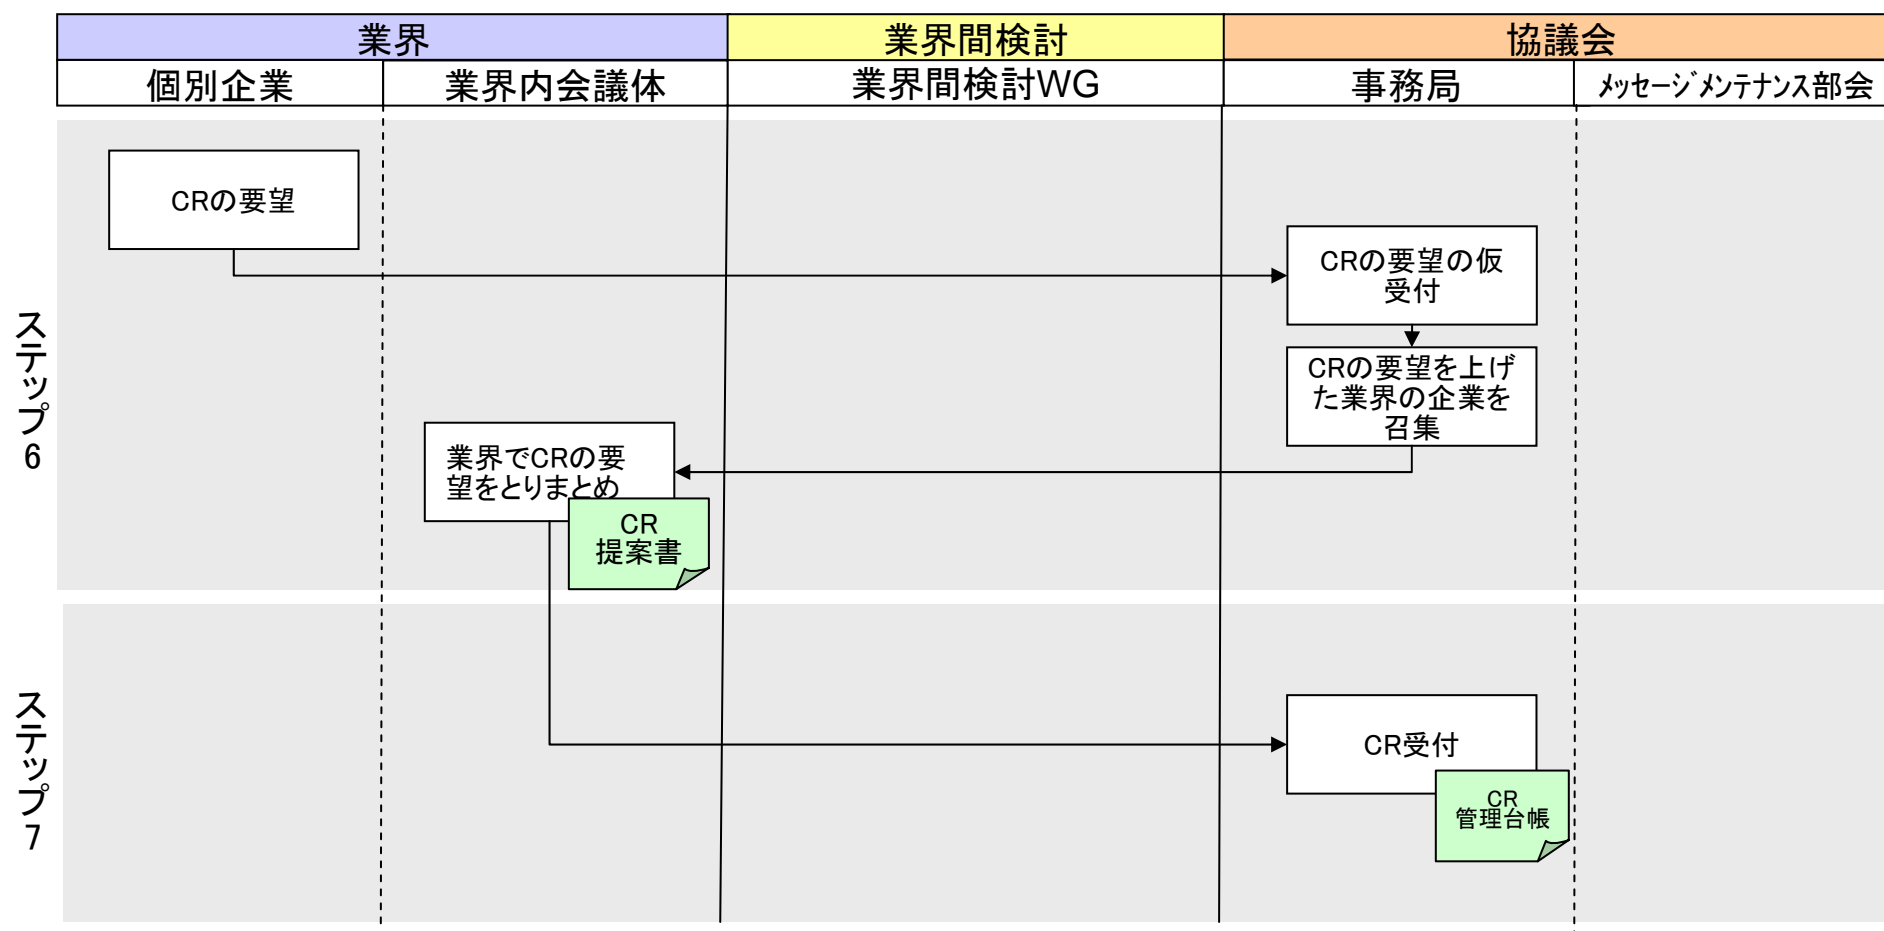 業界
業界間検討
協議会
個別企業
業界内会議体
業界間検討WG
事務局
ﾒｯｾｰｼﾞﾒﾝﾃﾅﾝｽ部会
ステップ6
CRの要望
CRの要望の仮
受付
CRの要望を上げ
た業界の企業を
召集
業界でCRの要
望をとりまとめ
CR
提案書
ステップ7
CR受付
CR
管理台帳